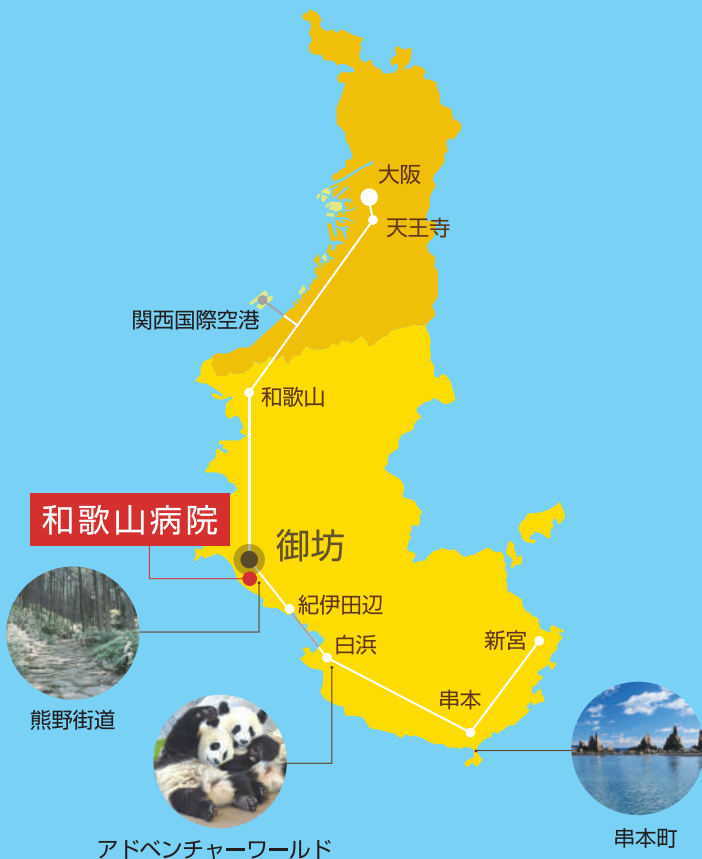 大阪
天王寺
関西国際空港
和歌山
和歌山病院
御坊
紀伊田辺
白浜
新宮
串本
熊野街道
アドベンチャーワールド
串本町